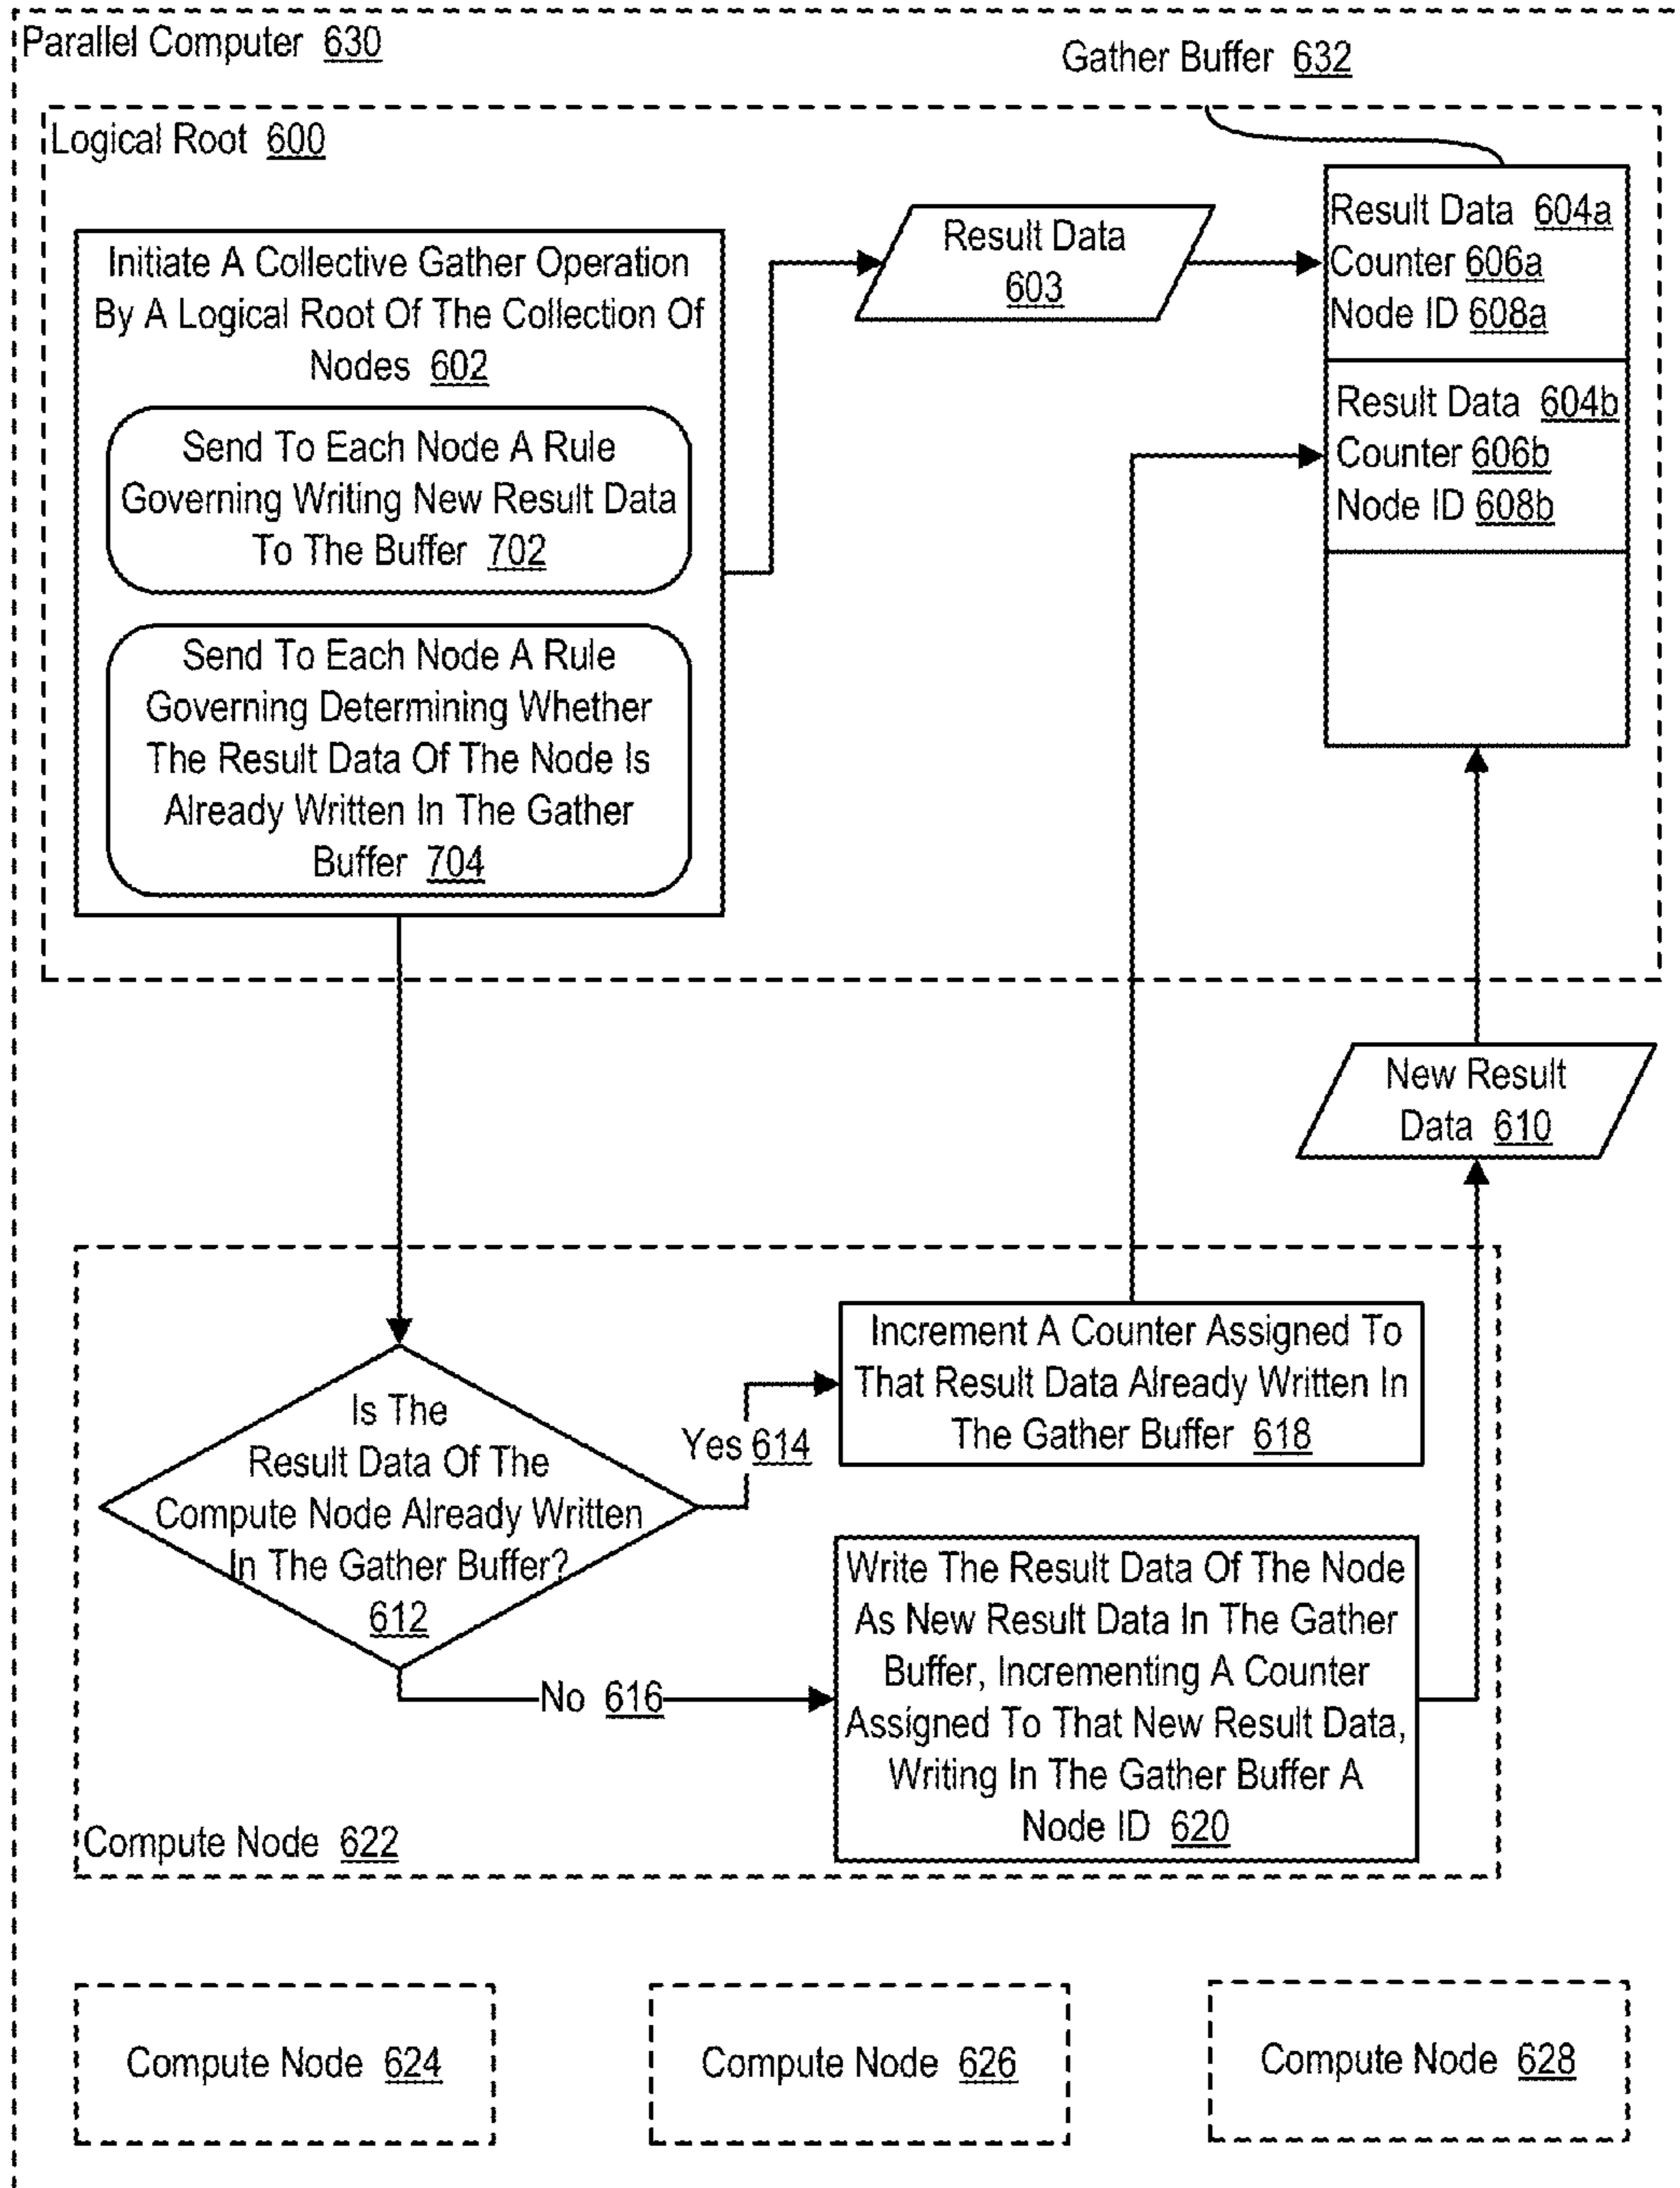 Parallel Computer 630
Gather Buffer 632
Logical Root 600
Initiate A Collective Gather Operation
By A Logical Root Of The Collection Of
Nodes 602
Send To Each Node A Rule
Governing Writing New Result Data
To The Buffer 702
Send To Each Node A Rule
Governing Determining Whether
The Result Data Of The Node Is
Already Written In The Gather
Buffer 704
Result Data
603
Result Data 604a
Counter 606a
Node ID 608a
Result Data 604b
Counter 606b
Node ID 608b
New Result
Data 610
Is The
Result Data Of The
Compute Node Already Written
In The Gather Buffer?
612
Yes 614
Increment A Counter Assigned To
That Result Data Already Written In
The Gather Buffer 618
No 616
Write The Result Data Of The Node
As New Result Data In The Gather
Buffer, Incrementing A Counter
Assigned To That New Result Data,
Writing In The Gather Buffer A
Node ID 620
Compute Node 622
Compute Node 624
Compute Node 626
Compute Node 628